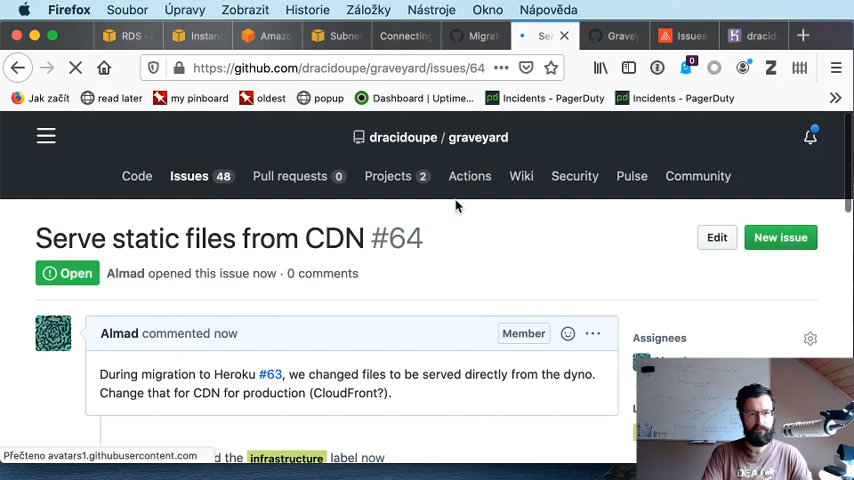 Firefox Soubor Úpravy Zobrazit Historie Záložky Nástroje Okno Nápověda
RDS · Instanc Amazo Subne Connecting Migrati Ser Gravey Issues dracid
https://github.com/dracidoupe/graveyard/issues/64
0
Jak začít read later my pinboard oldest popup Dashboard | Uptime... Incidents - PagerDuty Incidents - PagerDuty
dracidoupe / graveyard
Code Issues 48 Pull requests 0 Projects 2 Actions Wiki Security Pulse Community
Serve static files from CDN #64
Edit New issue
Open Almad opened this issue now · 0 comments
Almad commented now Member
Assignees
During migration to Heroku #63, we changed files to be served directly from the dyno.
Change that for CDN for production (CloudFront?).
Přečteno avatars1.githubusercontent.com
d the infrastructure label now